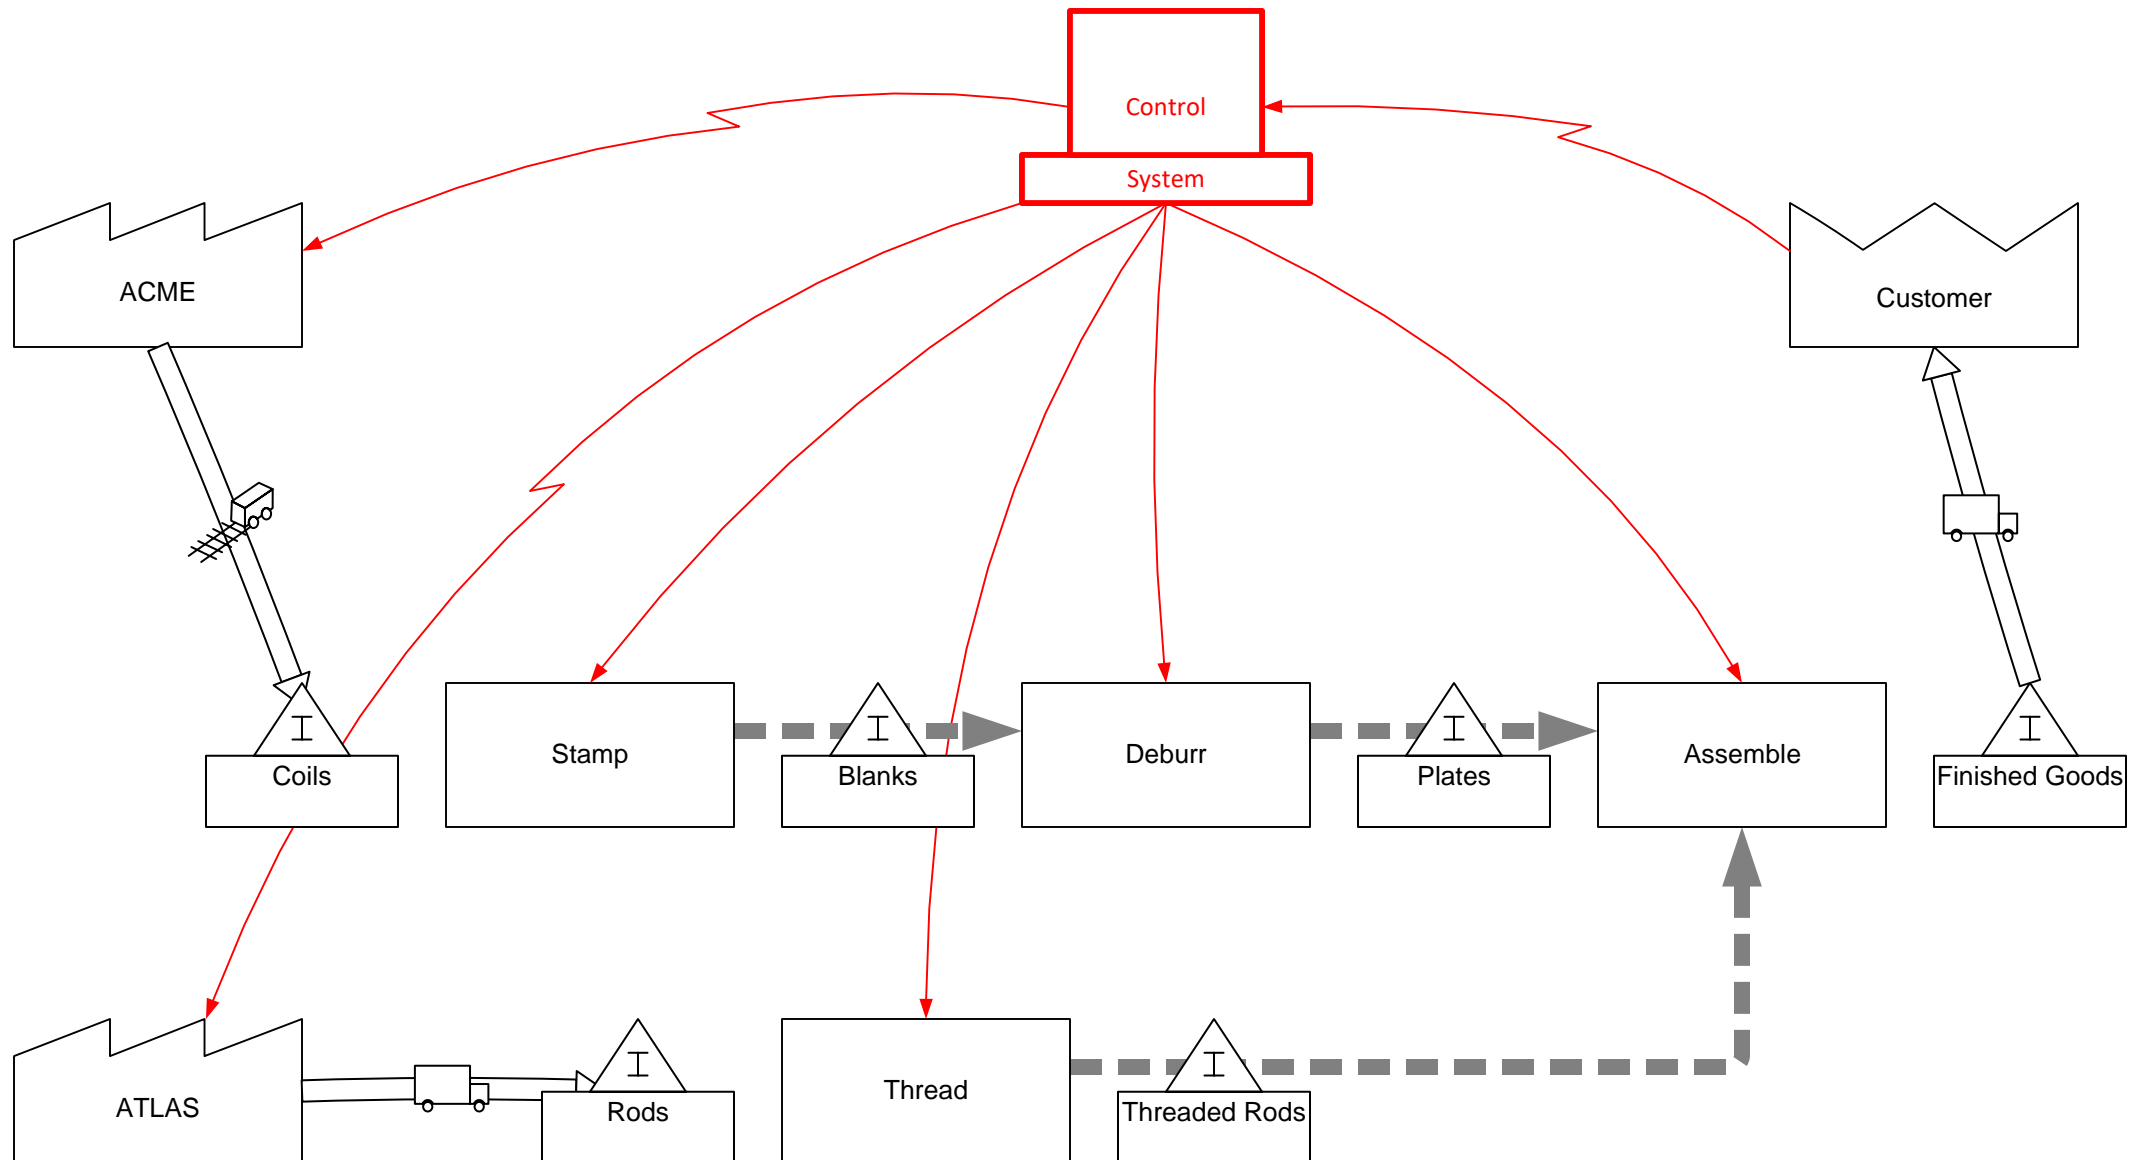 Control
System
ACME
Customer
I
I
I
I
Coils
Stamp
Blanks
Deburr
Plates
Assemble
Finished Goods
I
I
ATLAS
Rods
Thread
Threaded Rods